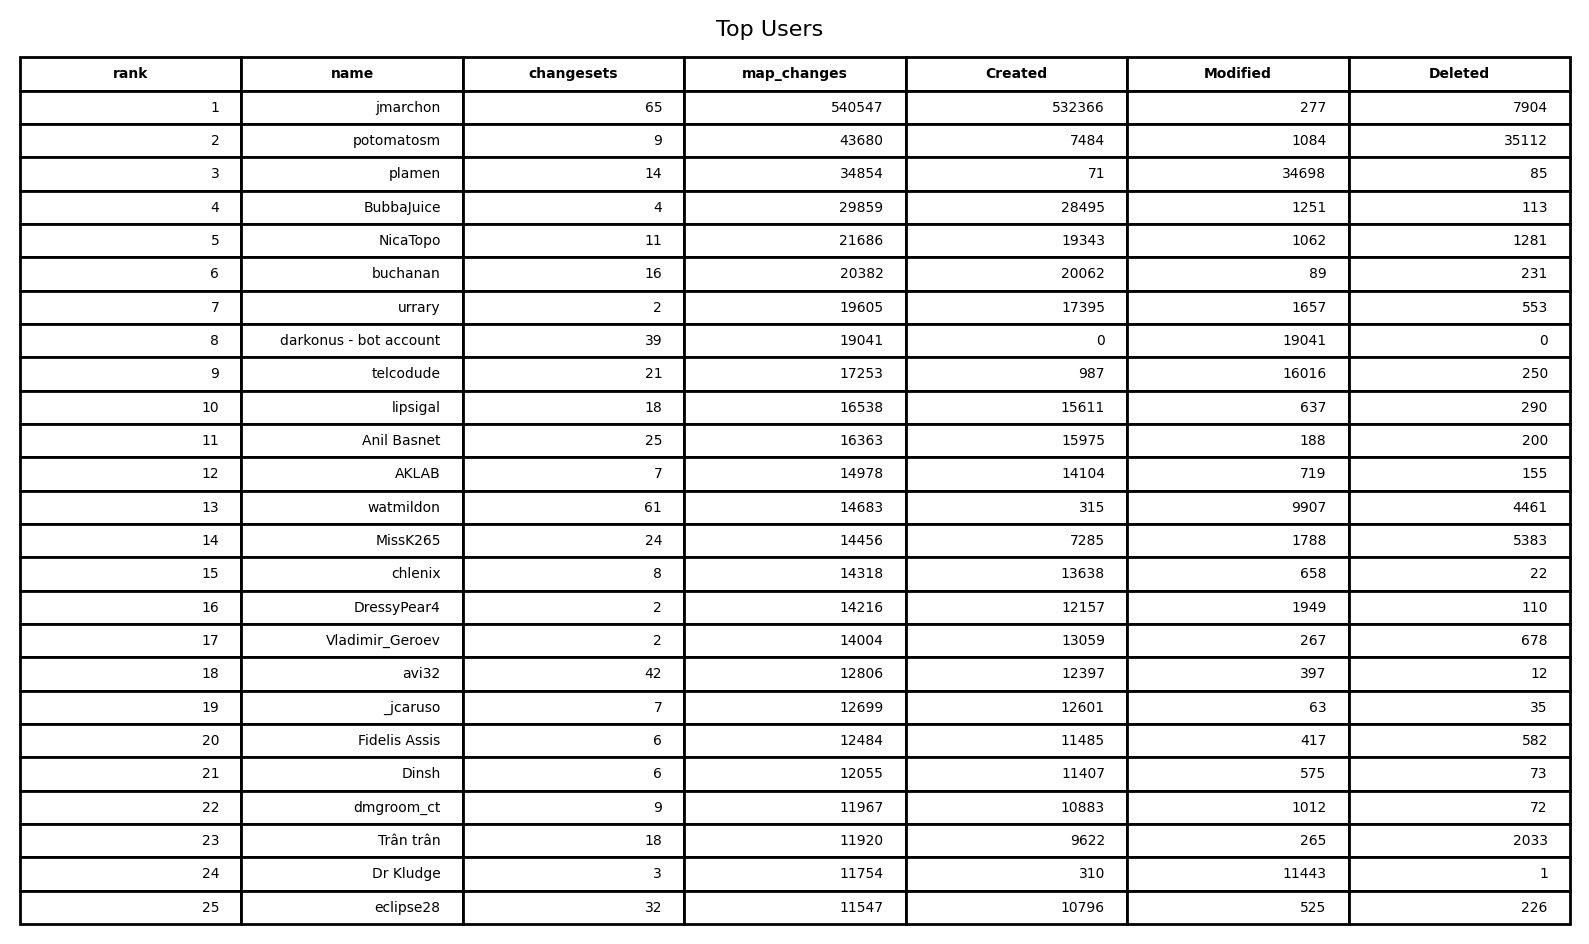 Top Users
rank name changesets map_changes Created Modified Deleted
1 jmarchon 65 540547 532366 277 7904
2 potomatosm 9 43680 7484 1084 35112
3 plamen 14 34854 71 34698 85
4 BubbaJuice 4 29859 28495 1251 113
5 NicaTopo 11 21686 19343 1062 1281
6 buchanan 16 20382 20062 89 231
7 urrary 2 19605 17395 1657 553
8 darkonus - bot account 39 19041 0 19041 0
9 telcodude 21 17253 987 16016 250
10 lipsigal 18 16538 15611 637 290
11 Anil Basnet 25 16363 15975 188 200
12 AKLAB 7 14978 14104 719 155
13 watmildon 61 14683 315 9907 4461
14 MissK265 24 14456 7285 1788 5383
15 chlenix 8 14318 13638 658 22
16 DressyPear4 2 14216 12157 1949 110
17 Vladimir_Geroev 2 14004 13059 267 678
18 avi32 42 12806 12397 397 12
19 _jcaruso 7 12699 12601 63 35
20 Fidelis Assis 6 12484 11485 417 582
21 Dinsh 6 12055 11407 575 73
22 dmgroom_ct 9 11967 10883 1012 72
23 Trân trân 18 11920 9622 265 2033
24 Dr Kludge 3 11754 310 11443 1
25 eclipse28 32 11547 10796 525 226